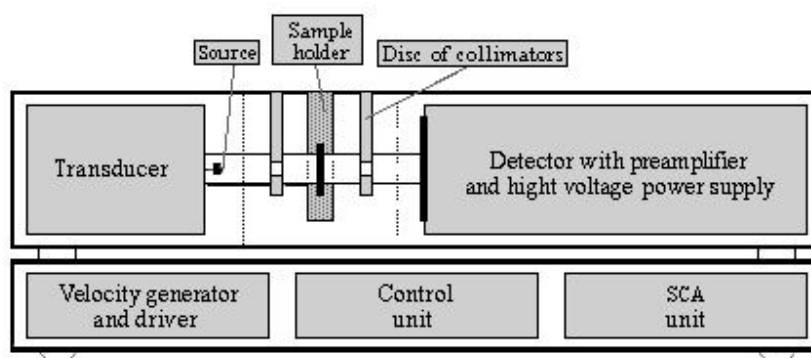 Sample
holder
Source
Disc of collimators
Transducer
Detector with preamplifier
and hight voltage power supply
Velocity generator
and driver
Control
unit
SCA
unit